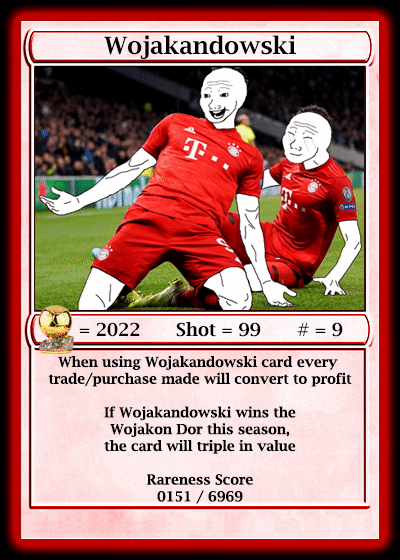 Wojakandowski
T . . .
T . .
= 2022 Shot = 99 # = 9
When using Wojakandowski card every
trade/purchase made will convert to profit
If Wojakandowski wins the
Wojakon Dor this season,
the card will triple in value
Rareness Score
0151 / 6969